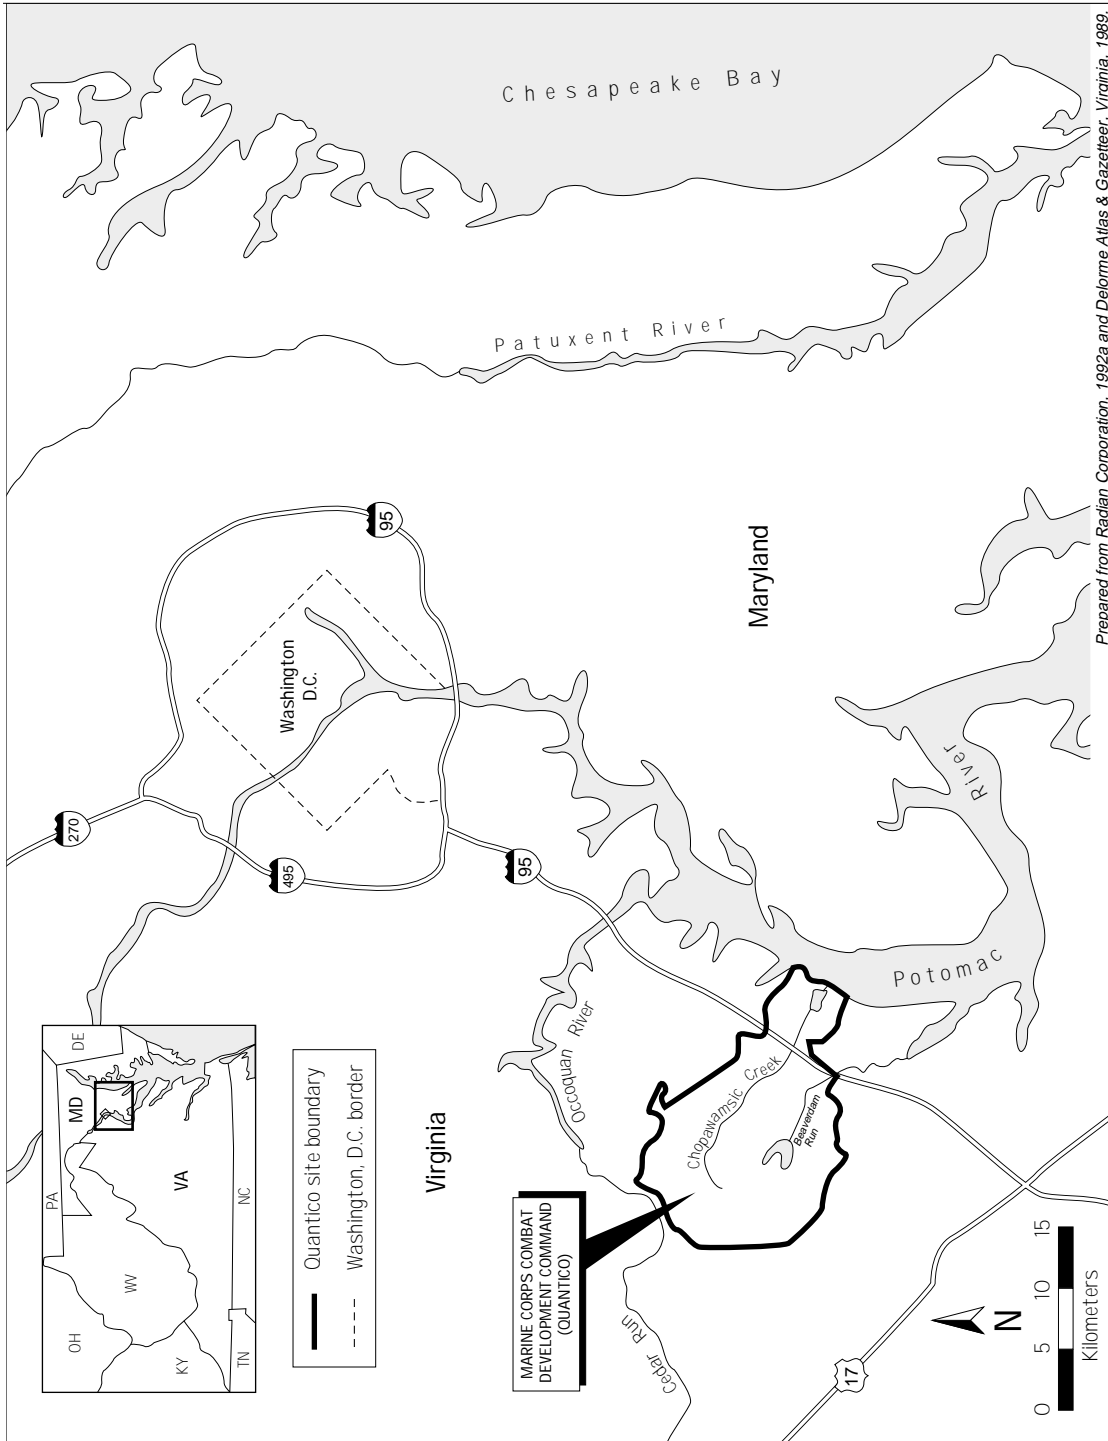 Chesapeake Bay
Patuxent River
95
Maryland
Washington
D.C.
270
495
95
River
Potomac
Occoquan River
Chopawamsic Creek
Beaverdam
Run
Virginia
MARINE CORPS COMBAT
DEVELOPMENT COMMAND
(QUANTICO)
Cedar Run
17
PA
MD
DE
OH
WV
VA
KY
NC
TN
Quantico site boundary
Washington, D.C. border
N
0 5 10 15
Kilometers
Prepared from Radian Corporation, 1992a and Delorme Atlas & Gazetteer, Virginia, 1989.